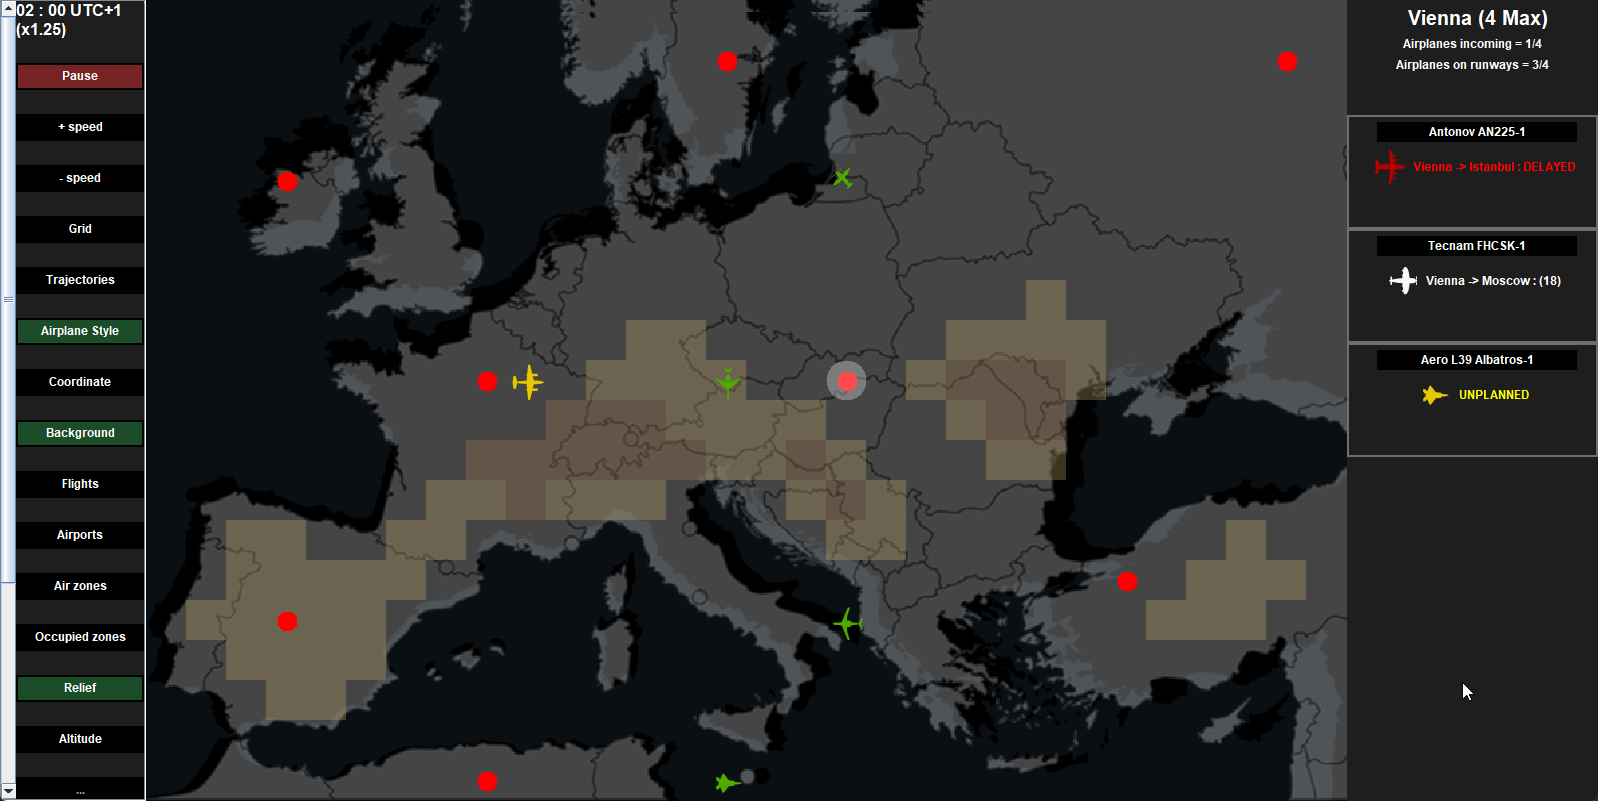 02 : 00 UTC+1
(x1.25)
Pause
+ speed
- speed
Grid
Trajectories
Airplane Style
Coordinate
Background
Flights
Airports
Air zones
Occupied zones
Relief
Altitude
...
Vienna (4 Max)
Airplanes incoming = 1/4
Airplanes on runways = 3/4
Antonov AN225-1
Vienna -> Istanbul : DELAYED
Tecnam FHCSK-1
Vienna -> Moscow : (18)
Aero L39 Albatros-1
UNPLANNED